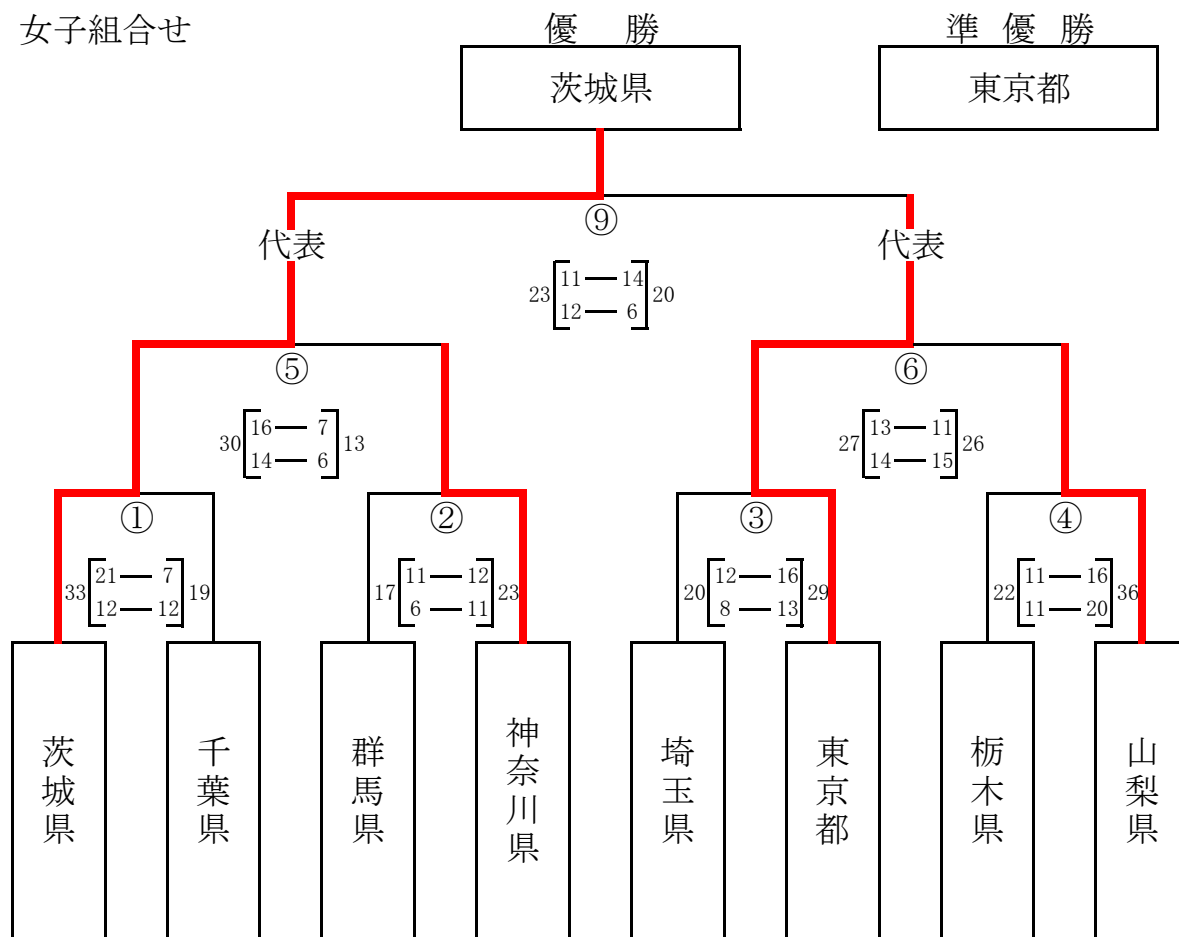 女子組合せ
優勝
準優勝
茨城県
東京都
⑨
代表
代表
23 11 14 20
12 6
⑤
⑥
30 16 7 13
14 6
27 13 11 26
14 15
①
②
③
④
33 21 7 19
12 12
17 11 12 23
6 11
20 12 16 29
8 13
22 11 16 36
11 20
茨城県
千葉県
群馬県
神奈川県
埼玉県
東京都
栃木県
山梨県